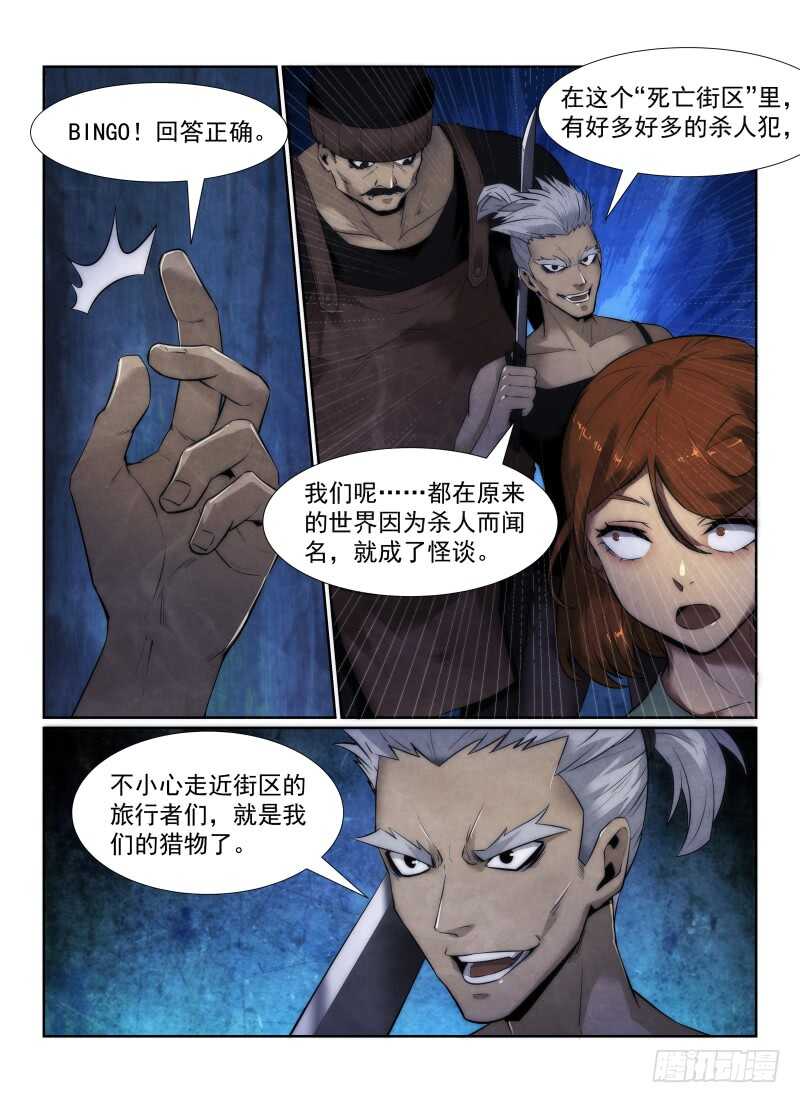 BINGO！回答正确。
在这个“死亡街区”里，
有好多好多的杀人犯，
我们呢……都在原来
的世界因为杀人而闻
名，就成了怪谈。
不小心走近街区的
旅行者们，就是我
们的猎物了。
腾讯动漫